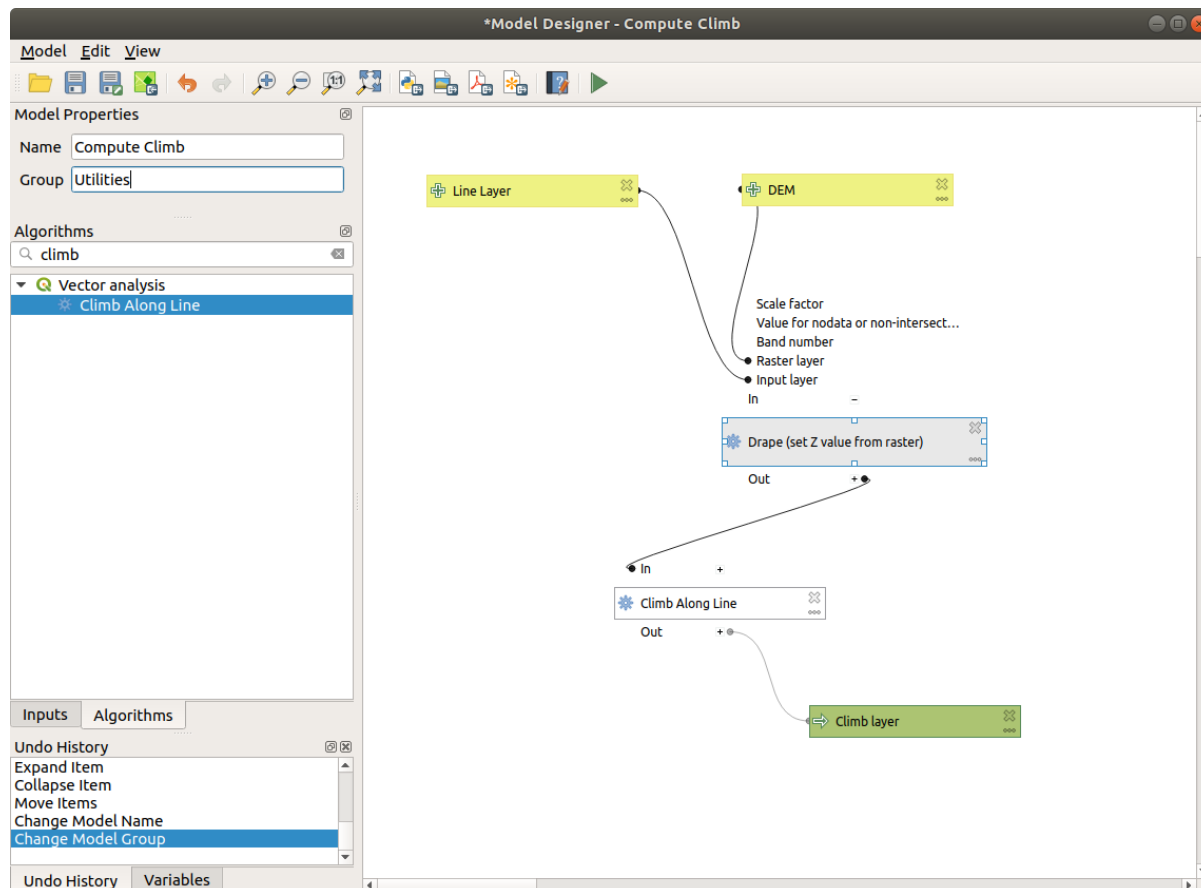 *Model Designer - Compute Climb
Model Edit View
1:1
Model Properties
Name Compute Climb
Group Utilities
Algorithms
climb
Vector analysis
Climb Along Line
Inputs Algorithms
Undo History
Expand Item
Collapse Item
Move Items
Change Model Name
Change Model Group
Undo History Variables
Line Layer
DEM
Scale factor
Value for nodata or non-intersect...
Band number
Raster layer
Input layer
In -
Drape (set Z value from raster)
Out +
In +
Climb Along Line
Out +
Climb layer